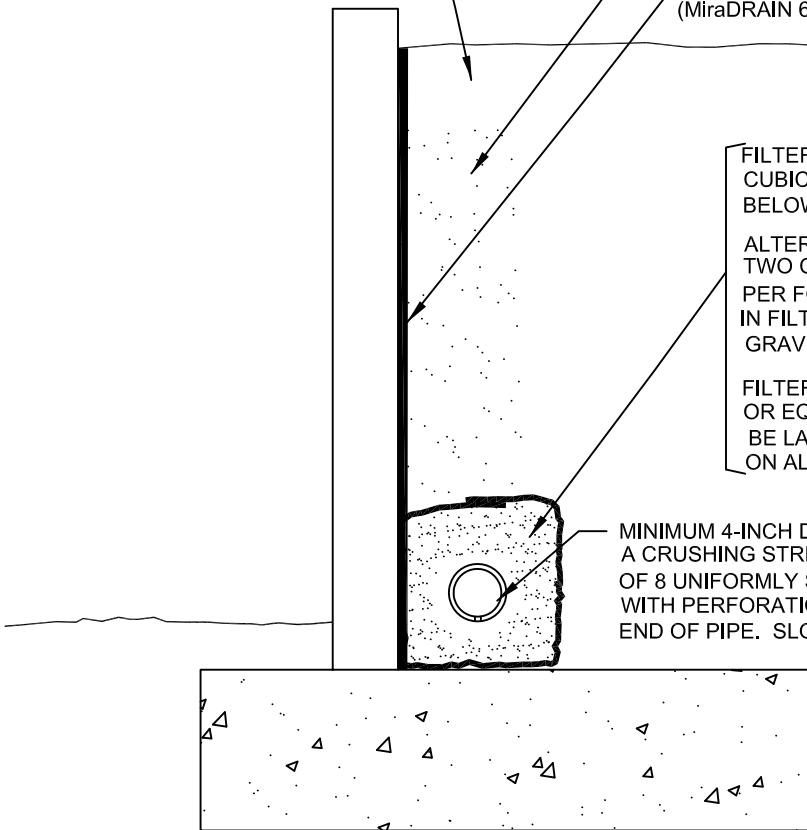 (MiraDRAIN 6
FILTER
CUBIC
BELOW
ALTER
TWO C
PER FO
IN FILT
GRAV
FILTER
OR EQ
BE LA
ON AL
MINIMUM 4-INCH D
A CRUSHING STRE
OF 8 UNIFORMLY S
WITH PERFORATIO
END OF PIPE. SLO